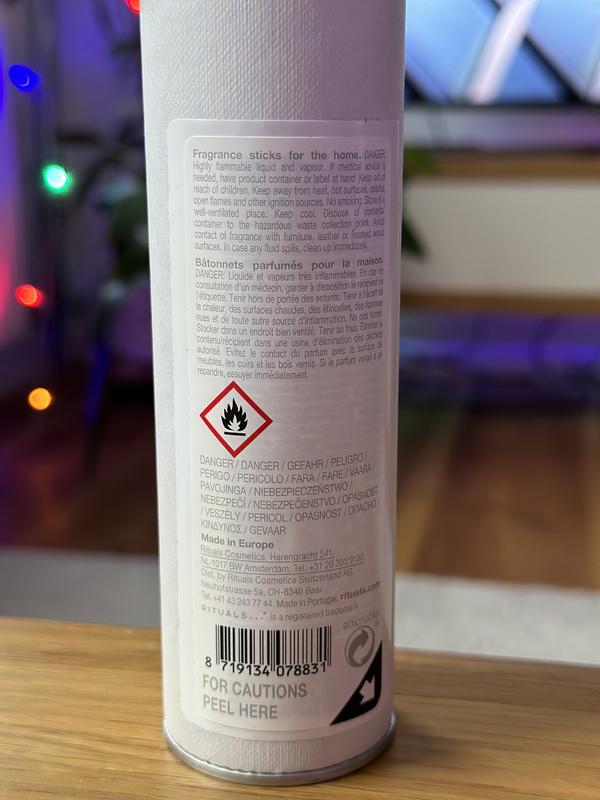 Fragrance sticks for the home. DANGER
Highly flammable liquid and vapour. If medical advice is
needed, have product container or label at hand. Keep out of
reach of children. Keep away from heat, hot surfaces, sparks,
open flames and other ignition sources. No smoking. Store in a
well-ventilated place. Keep cool. Dispose of content/
container to the hazardous waste collection point. Avoid
contact of fragrance with furniture, leather or finished wood
surfaces. In case any fluid spills, clean up immediately.
Bâtonnets parfumés pour la maison.
DANGER: Liquide et vapeurs très inflammables. En cas de
consultation d'un médecin, garder à disposition le récipient ou
l'étiquette. Tenir hors de portée des enfants. Tenir à l'écart de
la chaleur, des surfaces chaudes, des étincelles, des flammes
nues et de toute autre source d'inflammation. Ne pas fumer.
Stocker dans un endroit bien ventilé. Tenir au frais. Éliminer le
contenu/récipient dans une usine d'élimination des déchets
autorisé. Evitez le contact du parfum avec la surface de
meubles, les cuirs et les bois vernis. Si le parfum venait à se
répandre, essuyer immédiatement.
DANGER / DANGER / GEFAHR / PELIGRO /
PERIGO / PERICOLO / FARA / FARE / VAARA /
PAVOJINGA / NIEBEZPIECZEŃSTWO /
NEBEZPEČÍ / NEBEZPEČENSTVO / OPASNOST
/ VESZÉLY / PERICOL / OPASNOST / ОПАСНО /
ΚΙΝΔΥΝΟΣ / GEVAAR
Made in Europe
Rituals Cosmetics, Herengracht 541,
NL-1017 BW Amsterdam, Tel. +31 20 333 9190
Dist. by Rituals Cosmetics Switzerland AG.
Neuhofstrasse 5a, CH-6340 Baar
Tel. +41 43 243 77 44. Made in Portugal. rituals.com
RITUALS...® is a registered trademark
8 719134 078831
FOR CAUTIONS
PEEL HERE